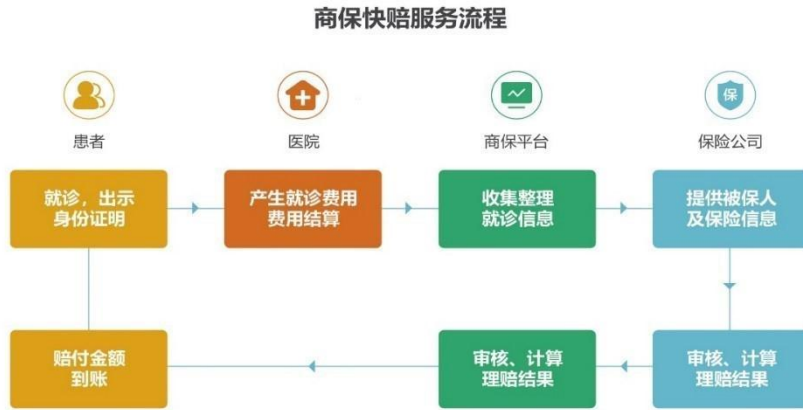 商保快赔服务流程
保
患者
医院
商保平台
保险公司
就诊，出示
身份证明
产生就诊费用
费用结算
收集整理
就诊信息
提供被保人
及保险信息
赔付金额
到账
审核、计算
理赔结果
审核、计算
理赔结果